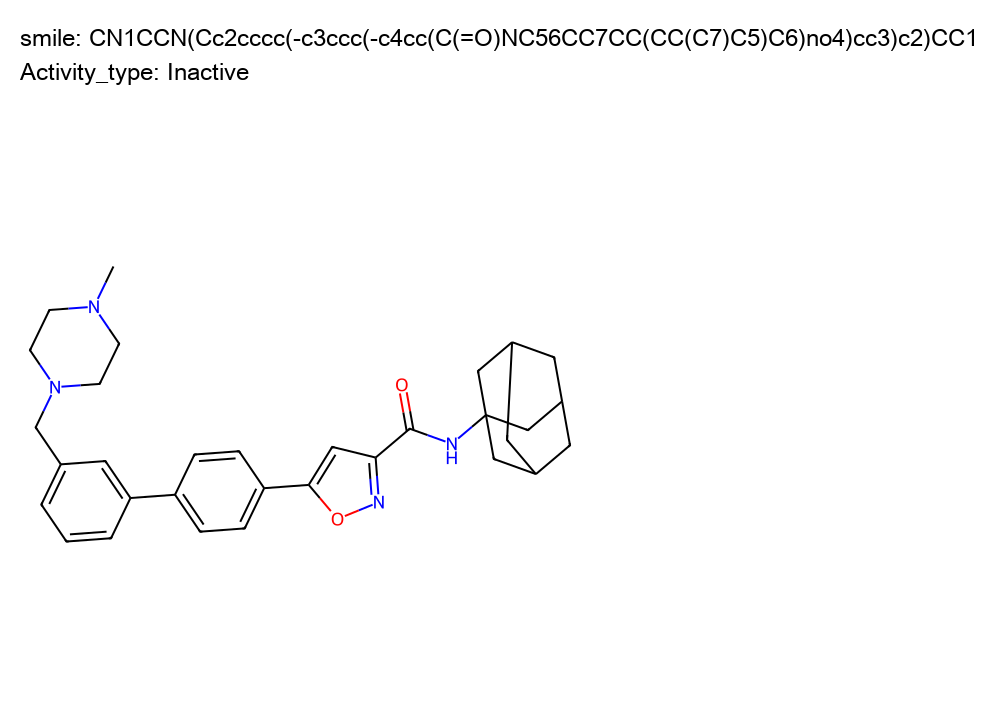 smile: CN1CCN(Cc2cccc(-c3ccc(-c4cc(C(=O)NC56CC7CC(CC(C7)C5)C6)no4)cc3)c2)CC1
Activity_type: Inactive
N
N
O
N
H
N
O